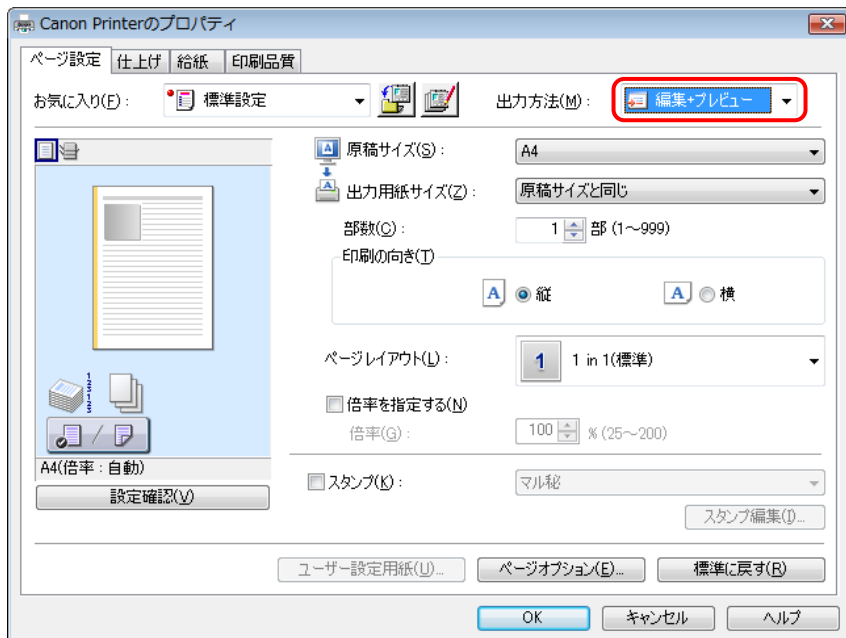 Canon Printerのプロパティ
ページ設定 仕上げ 給紙 印刷品質
お気に入り(F): 標準設定 出力方法(M): 編集+プレビュー
原稿サイズ(S): A4
出力用紙サイズ(Z): 原稿サイズと同じ
部数(C): 1 部 (1～999)
印刷の向き(T)
A 縦 A 横
ページレイアウト(L): 1 1 in 1(標準)
倍率を指定する(N)
倍率(G): 100 % (25～200)
A4(倍率：自動)
設定確認(V)
スタンプ(K): マル秘
スタンプ編集(I)...
ユーザー設定用紙(U)... ページオプション(E)... 標準に戻す(R)
OK キャンセル ヘルプ